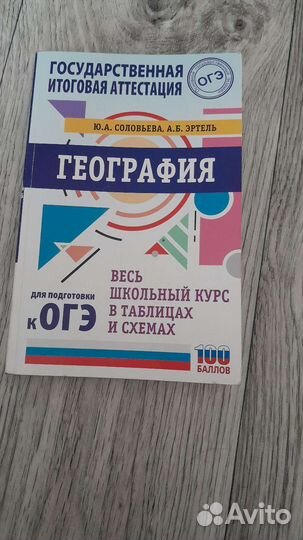 ГОСУДАРСТВЕННАЯ
ИТОГОВАЯ АТТЕСТАЦИЯ
ОГЭ
Ю.А. СОЛОВЬЕВА, А.Б. ЭРТЕЛЬ
ГЕОГРАФИЯ
ВЕСЬ
ШКОЛЬНЫЙ КУРС
В ТАБЛИЦАХ
И СХЕМАХ
для подготовки
к ОГЭ
100
БАЛЛОВ
Avito